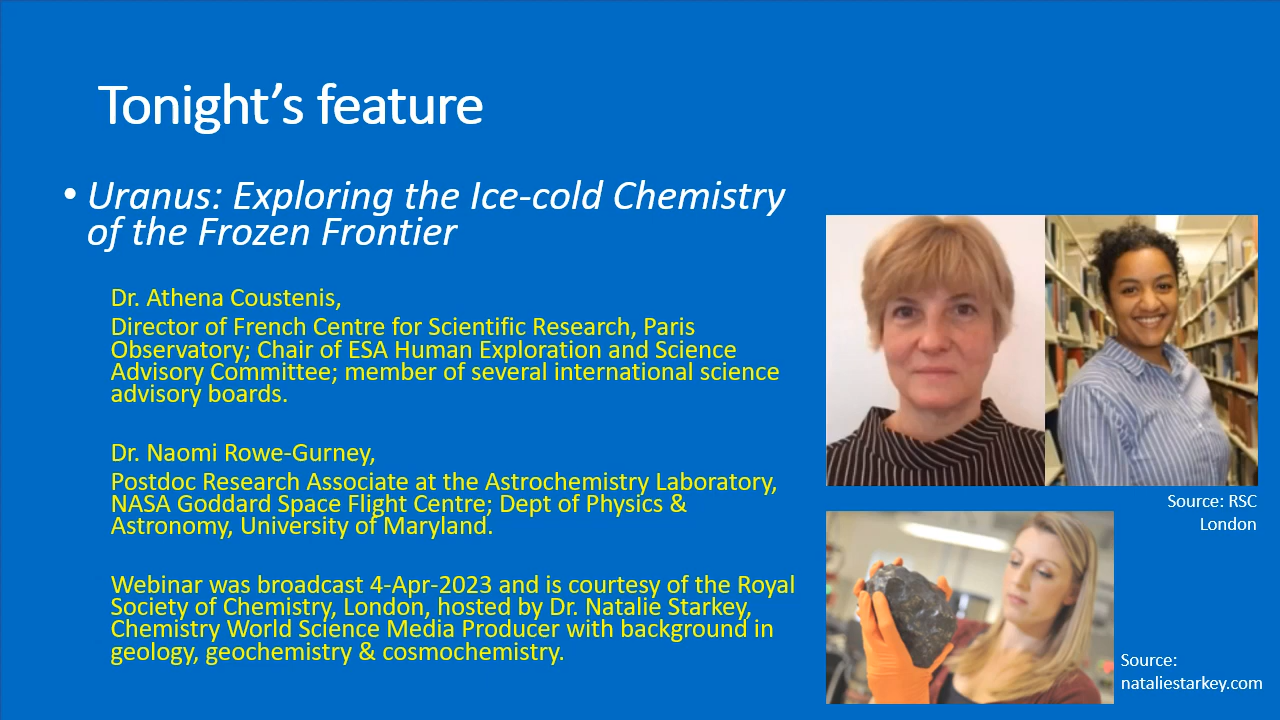 Tonight's feature
• Uranus: Exploring the Ice-cold Chemistry
of the Frozen Frontier
Dr. Athena Coustenis,
Director of French Centre for Scientific Research, Paris
Observatory; Chair of ESA Human Exploration and Science
Advisory Committee; member of several international science
advisory boards.
Dr. Naomi Rowe-Gurney,
Postdoc Research Associate at the Astrochemistry Laboratory,
NASA Goddard Space Flight Centre; Dept of Physics &
Astronomy, University of Maryland.
Webinar was broadcast 4-Apr-2023 and is courtesy of the Royal
Society of Chemistry, London, hosted by Dr. Natalie Starkey,
Chemistry World Science Media Producer with background in
geology, geochemistry & cosmochemistry.
Source: RSC
London
Source:
nataliestarkey.com